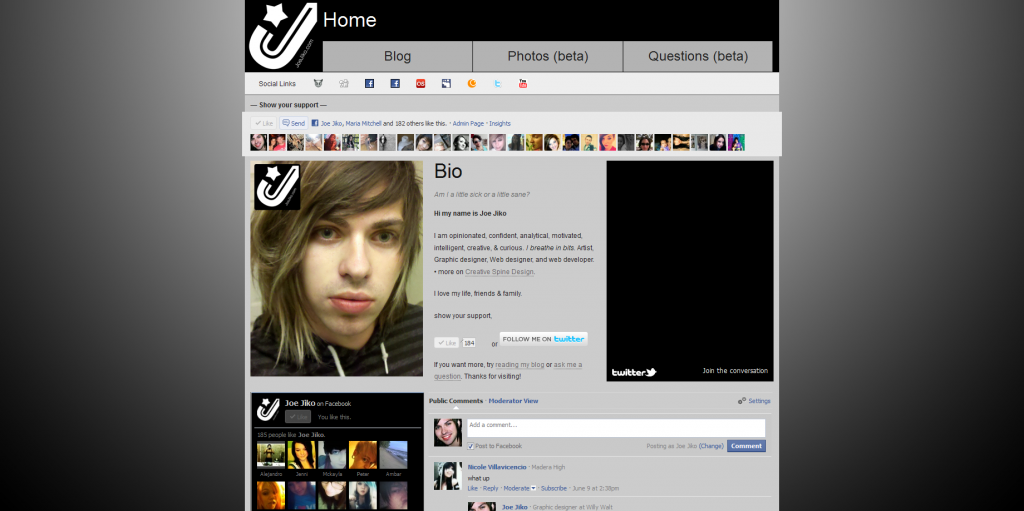 Home
JoeJiko.com
Blog
Photos (beta)
Questions (beta)
Social Links
You
— Show your support —
Like
Send
Joe Jiko, Maria Mitchell and 182 others like this. · Admin Page · Insights
Bio
Am I a little sick or a little sane?
Hi my name is Joe Jiko
I am opinionated, confident, analytical, motivated,
intelligent, creative, & curious. I breathe in bits. Artist,
Graphic designer, Web designer, and web developer.
• more on Creative Spine Design.
I love my life, friends & family.
show your support,
Like 184 or FOLLOW ME ON twitter
If you want more, try reading my blog or ask me a
question. Thanks for visiting!
twitter
Join the conversation
Joe Jiko on Facebook
Like You like this.
185 people like Joe Jiko.
Alejandro Jenni Mckayla Peter Ambar
Public Comments · Moderator View
Settings
Add a comment...
Post to Facebook
Posting as Joe Jiko (Change)
Comment
Nicole Villavicencio · Madera High
what up
Like · Reply · Moderate · Subscribe · June 9 at 2:38pm
Joe Jiko · Graphic designer at Willy Walt